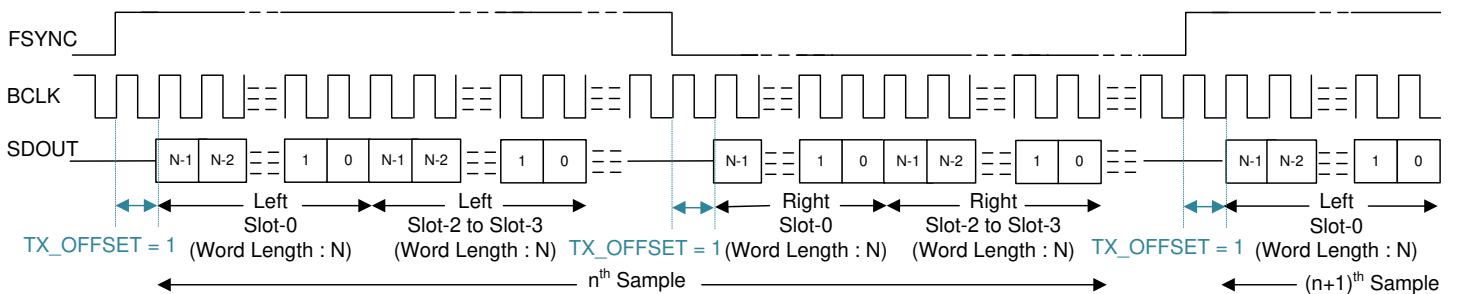 FSYNC
BCLK
SDOUT
N-1 N-2 1 0 N-1 N-2 1 0 N-1 1 0 N-1 N-2 1 0 N-1 N-2 1 0
Left Left Right Right Left
Slot-0 Slot-2 to Slot-3 Slot-0 Slot-2 to Slot-3 Slot-0
TX_OFFSET = 1 (Word Length : N) (Word Length : N) TX_OFFSET = 1 (Word Length : N) (Word Length : N) TX_OFFSET = 1 (Word Length : N)
nth Sample (n+1)th Sample